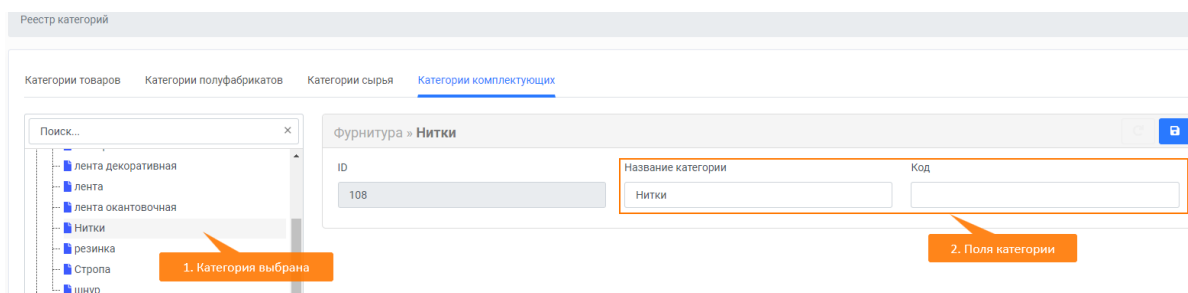 Реестр категорий
Категории товаров Категории полуфабрикатов Категории сырья Категории комплектующих
Поиск... ×
лента декоративная
лента
лента окантовочная
Нитки
резинка
Стропа
шнур
1. Категория выбрана
Фурнитура » Нитки
ID Название категории Код
108 Нитки
2. Поля категории